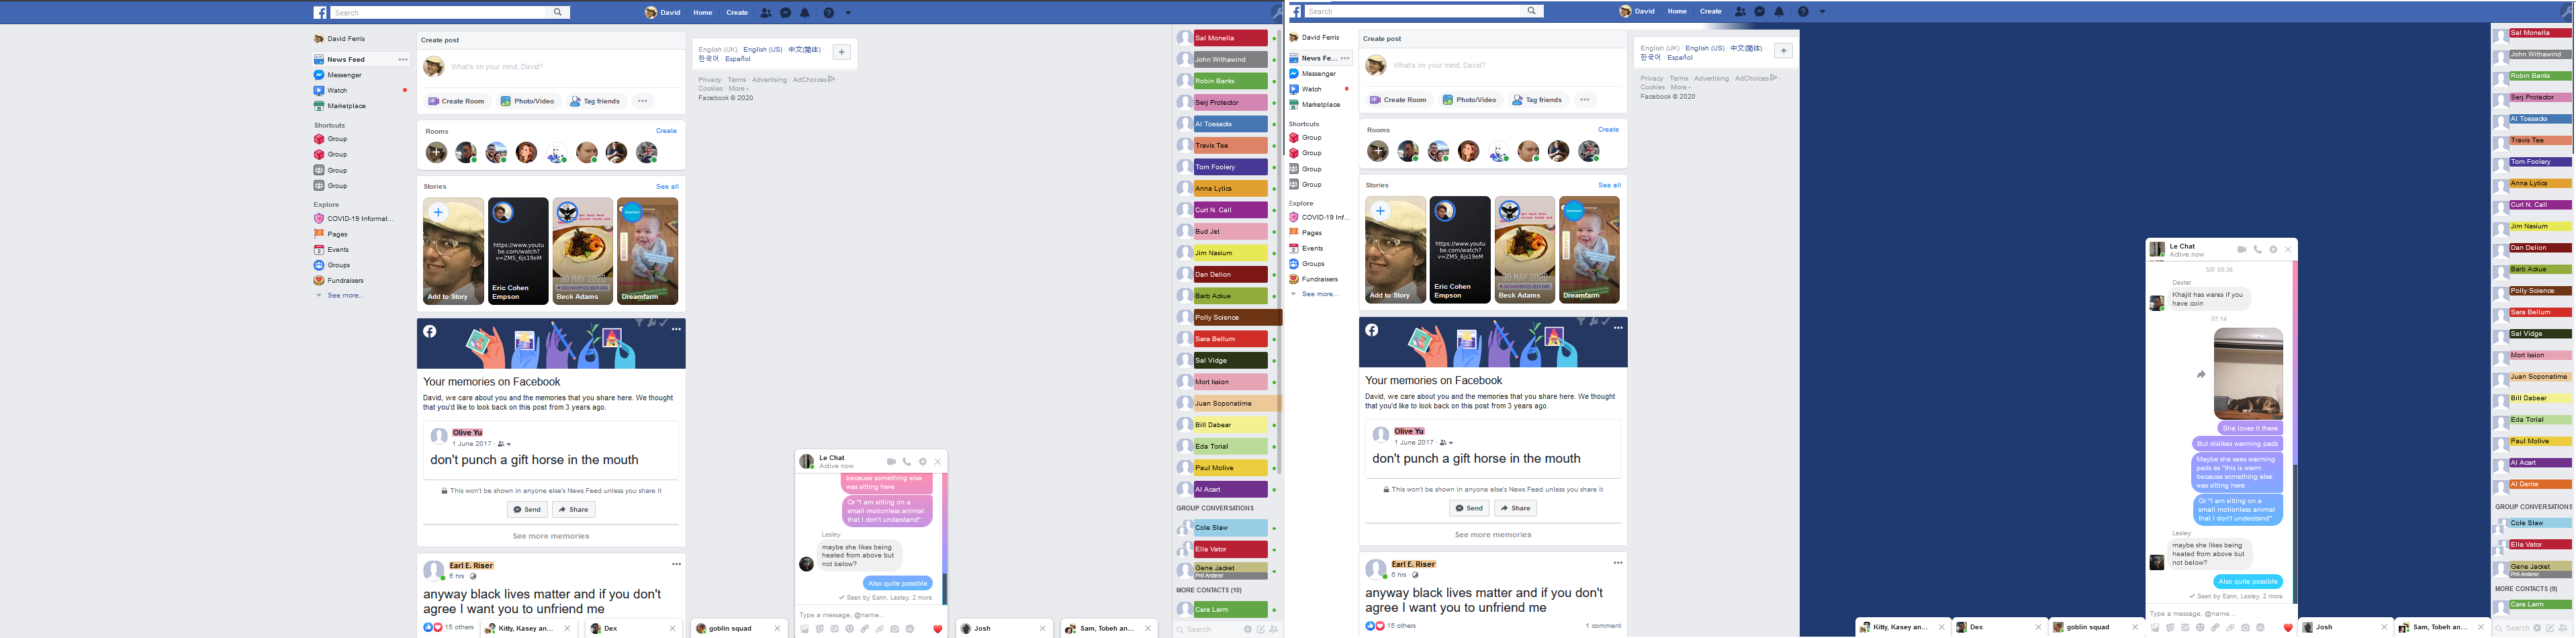 Search
David
Home
Create
David Ferris
News Feed
Messenger
Watch
Marketplace
Shortcuts
Group
Group
Group
Group
Explore
COVID-19 Informat...
Pages
Events
Groups
Fundraisers
See more...
Create post
What's on your mind, David?
Create Room
Photo/Video
Tag friends
Rooms
Create
Stories
See all
https://www.youtu
be.com/watch?
v=ZM5_6js19eM
30 MAY 2020
Add to Story
Eric Cohen
Empson
Beck Adams
Dreamfarm
Your memories on Facebook
David, we care about you and the memories that you share here. We thought
that you'd like to look back on this post from 3 years ago.
Olive Yu
1 June 2017
don't punch a gift horse in the mouth
This won't be shown in anyone else's News Feed unless you share it
Send
Share
See more memories
Earl E. Riser
6 hrs
anyway black lives matter and if you don't
agree I want you to unfriend me
15 others
English (UK) · English (US) · 中文(简体) ·
한국어 · Español
Privacy · Terms · Advertising · AdChoices
Cookies · More
Facebook © 2020
Le Chat
Active now
because something else
was sitting here
Or "I am sitting on a
small motionless animal
that I don't understand"
Lesley
maybe she likes being
heated from above but
not below?
Also quite possible
Seen by Eann, Lesley, 2 more
Type a message, @name...
Kitty, Kasey an...
Dex
goblin squad
Josh
Sam, Tobeh an...
Sal Monella
John Withawind
Robin Banks
Serj Protector
Al Toesacks
Travis Tee
Tom Foolery
Anna Lytics
Curt N. Call
Bud Jet
Jim Nasium
Dan Delion
Barb Adkue
Polly Science
Sara Bellum
Sal Vidge
Mort Ission
Juan Soponatime
Bill Dabear
Eda Torial
Paul Molive
Al Acart
GROUP CONVERSATIONS
Cole Slaw
Ella Vator
Gene Jacket
Phil Anderer
MORE CONTACTS (10)
Cara Larm
Search
Search
David
Home
Create
David Ferris
News Fe...
Messenger
Watch
Marketplace
Shortcuts
Group
Group
Group
Group
Explore
COVID-19 Inf...
Pages
Events
Groups
Fundraisers
See more...
Create post
What's on your mind, David?
Create Room
Photo/Video
Tag friends
Rooms
Create
Stories
See all
https://www.youtu
be.com/watch?
v=ZM5_6js19eM
30 MAY 2020
Add to Story
Eric Cohen
Empson
Beck Adams
Dreamfarm
Your memories on Facebook
David, we care about you and the memories that you share here. We thought
that you'd like to look back on this post from 3 years ago.
Olive Yu
1 June 2017
don't punch a gift horse in the mouth
This won't be shown in anyone else's News Feed unless you share it
Send
Share
See more memories
Earl E. Riser
6 hrs
anyway black lives matter and if you don't
agree I want you to unfriend me
15 others
1 comment
English (UK) · English (US) · 中文(简体) ·
한국어 · Español
Privacy · Terms · Advertising · AdChoices
Cookies · More
Facebook © 2020
Le Chat
Active now
SAT 09:36
Dexter
Khajit has wares if you
have coin
07:14
She loves it there
But dislikes warming pads
Maybe she sees warming
pads as "this is warm
because something else
was sitting here
Or "I am sitting on a
small motionless animal
that I don't understand"
Lesley
maybe she likes being
heated from above but
not below?
Also quite possible
Seen by Eann, Lesley, 2 more
Type a message, @name...
Kitty, Kasey an...
Dex
goblin squad
Josh
Sam, Tobeh an...
Sal Monella
John Withawind
Robin Banks
Serj Protector
Al Toesacks
Travis Tee
Tom Foolery
Anna Lytics
Curt N. Call
Jim Nasium
Dan Delion
Barb Adkue
Polly Science
Sara Bellum
Sal Vidge
Mort Ission
Juan Soponatime
Bill Dabear
Eda Torial
Paul Molive
Al Acart
Al Dente
GROUP CONVERSATIONS
Cole Slaw
Ella Vator
Gene Jacket
Phil Anderer
MORE CONTACTS (9)
Cara Larm
Search